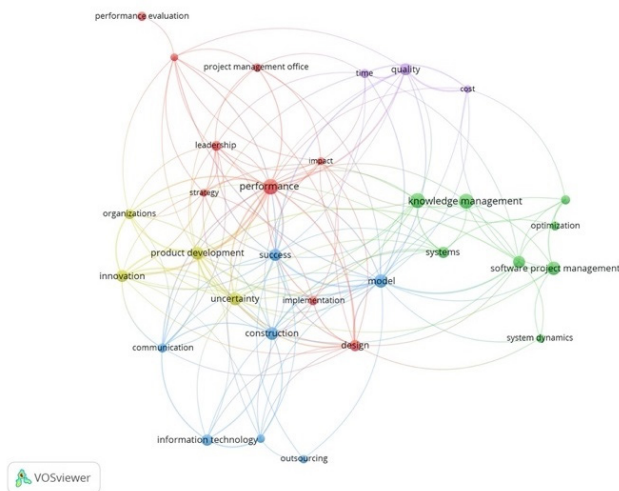 performance evaluation
project management office
time
quality
cost
leadership
impact
performance
strategy
knowledge management
organizations
optimization
product development
success
systems
software project management
innovation
model
uncertainty
implementation
construction
communication
design
system dynamics
information technology
outsourcing
VOSviewer